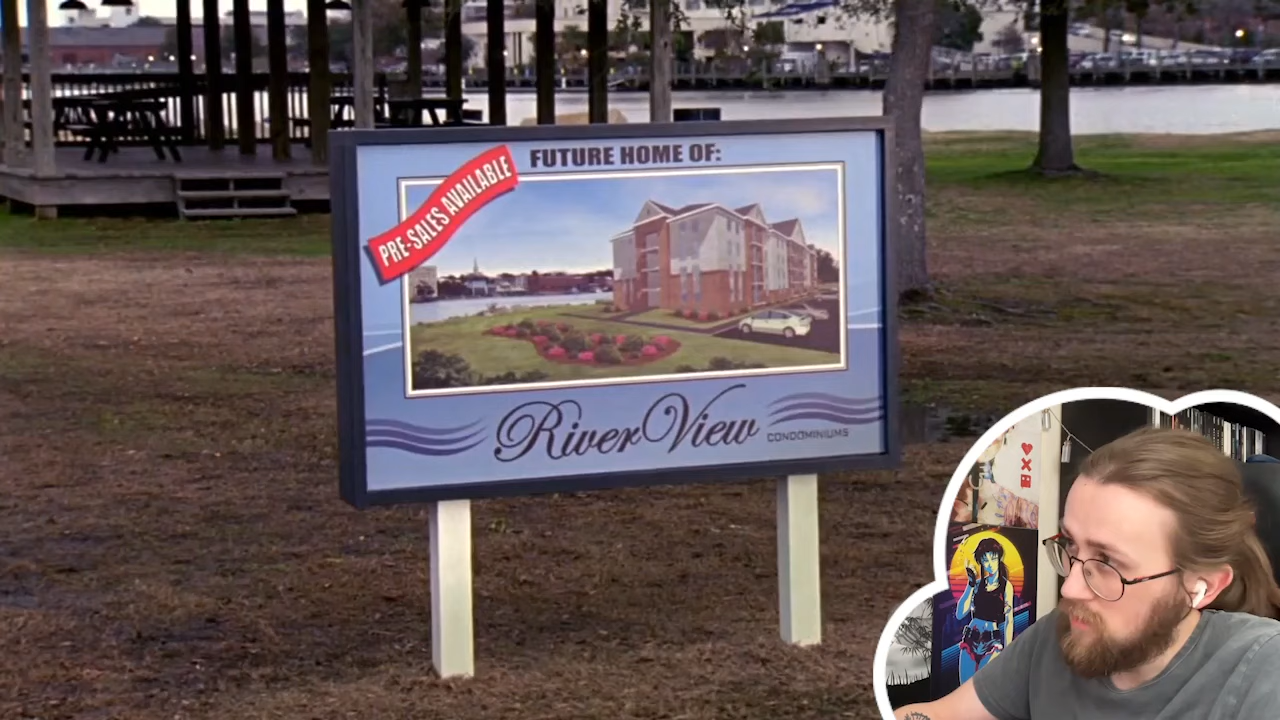 FUTURE HOME OF:
PRE-SALES AVAILABLE
RiverView
CONDOMINIUMS